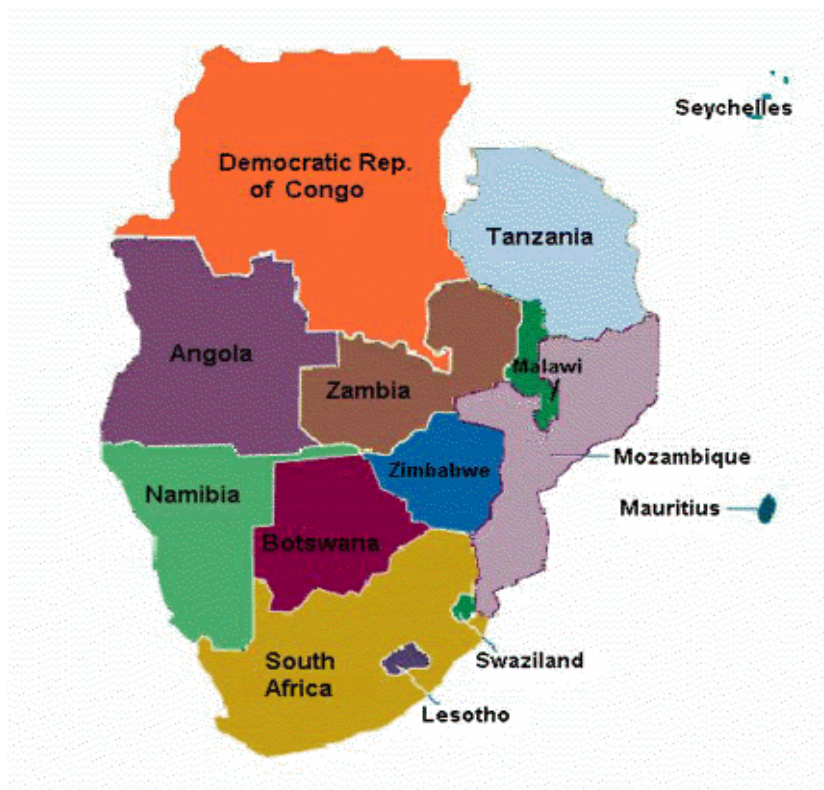 Seychelles
Democratic Rep.
of Congo
Tanzania
Angola
Malawi
Zambia
Mozambique
Zimbabwe
Namibia
Mauritius
Botswana
Swaziland
South
Africa
Lesotho